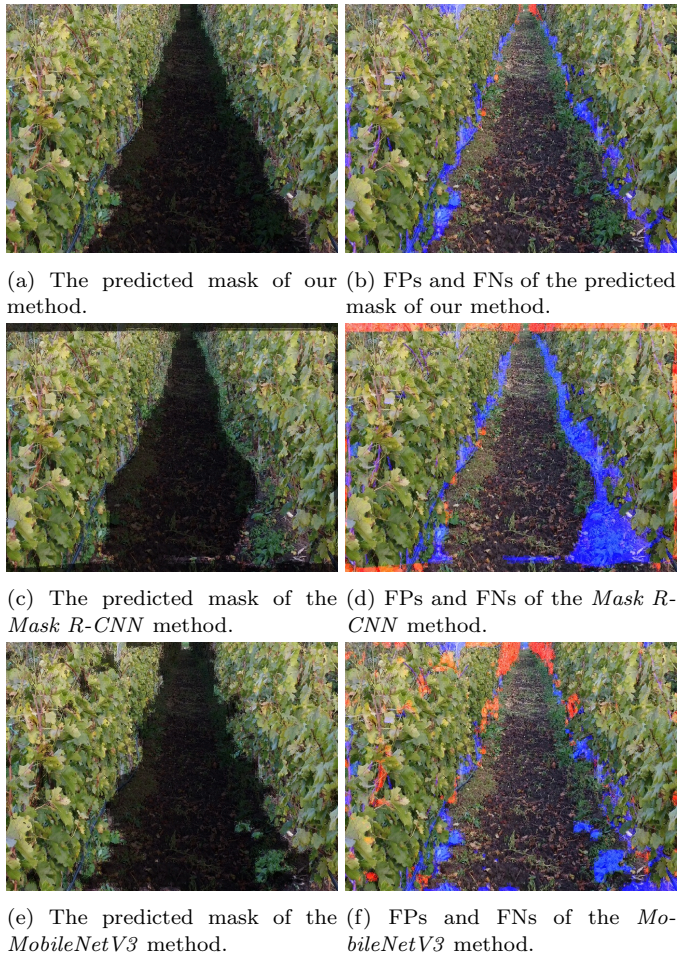 (a) The predicted mask of our method.
(b) FPs and FNs of the predicted mask of our method.
(c) The predicted mask of the Mask R-CNN method.
(d) FPs and FNs of the Mask R-CNN method.
(e) The predicted mask of the MobileNetV3 method.
(f) FPs and FNs of the MobileNetV3 method.